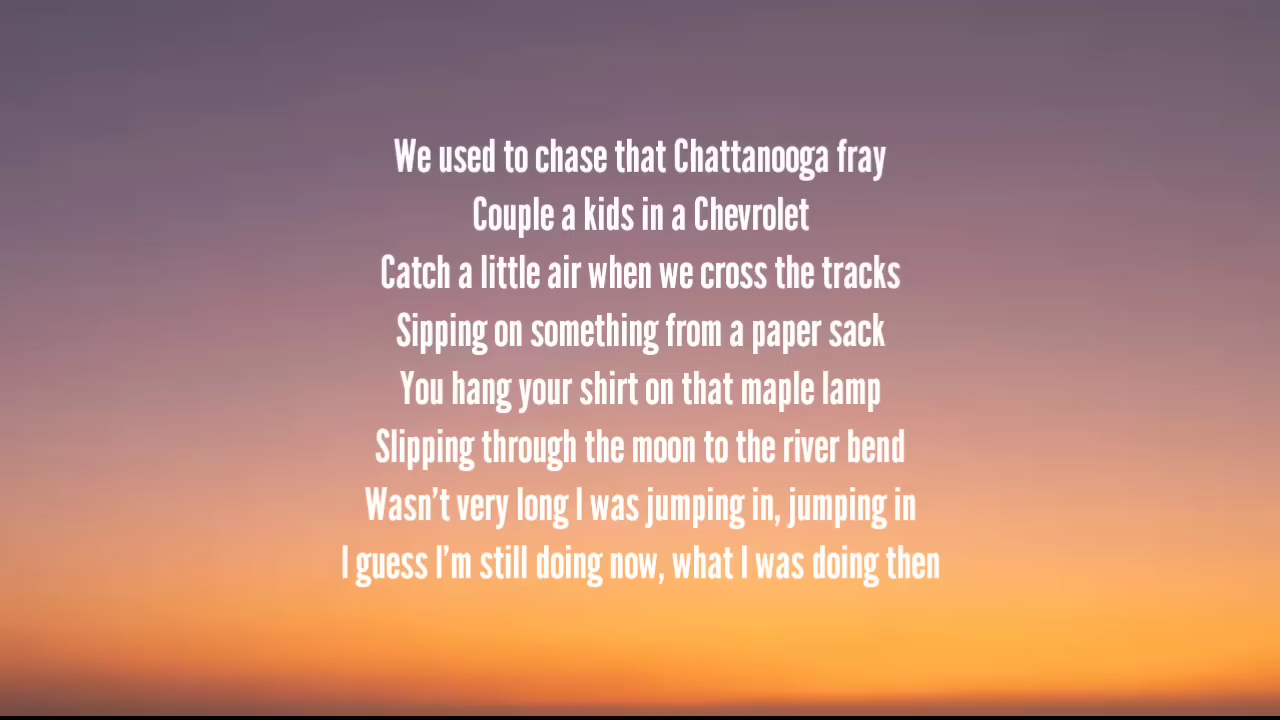 We used to chase that Chattanooga fray
Couple a kids in a Chevrolet
Catch a little air when we cross the tracks
Sipping on something from a paper sack
You hang your shirt on that maple lamp
Slipping through the moon to the river bend
Wasn't very long I was jumping in, jumping in
I guess I'm still doing now, what I was doing then